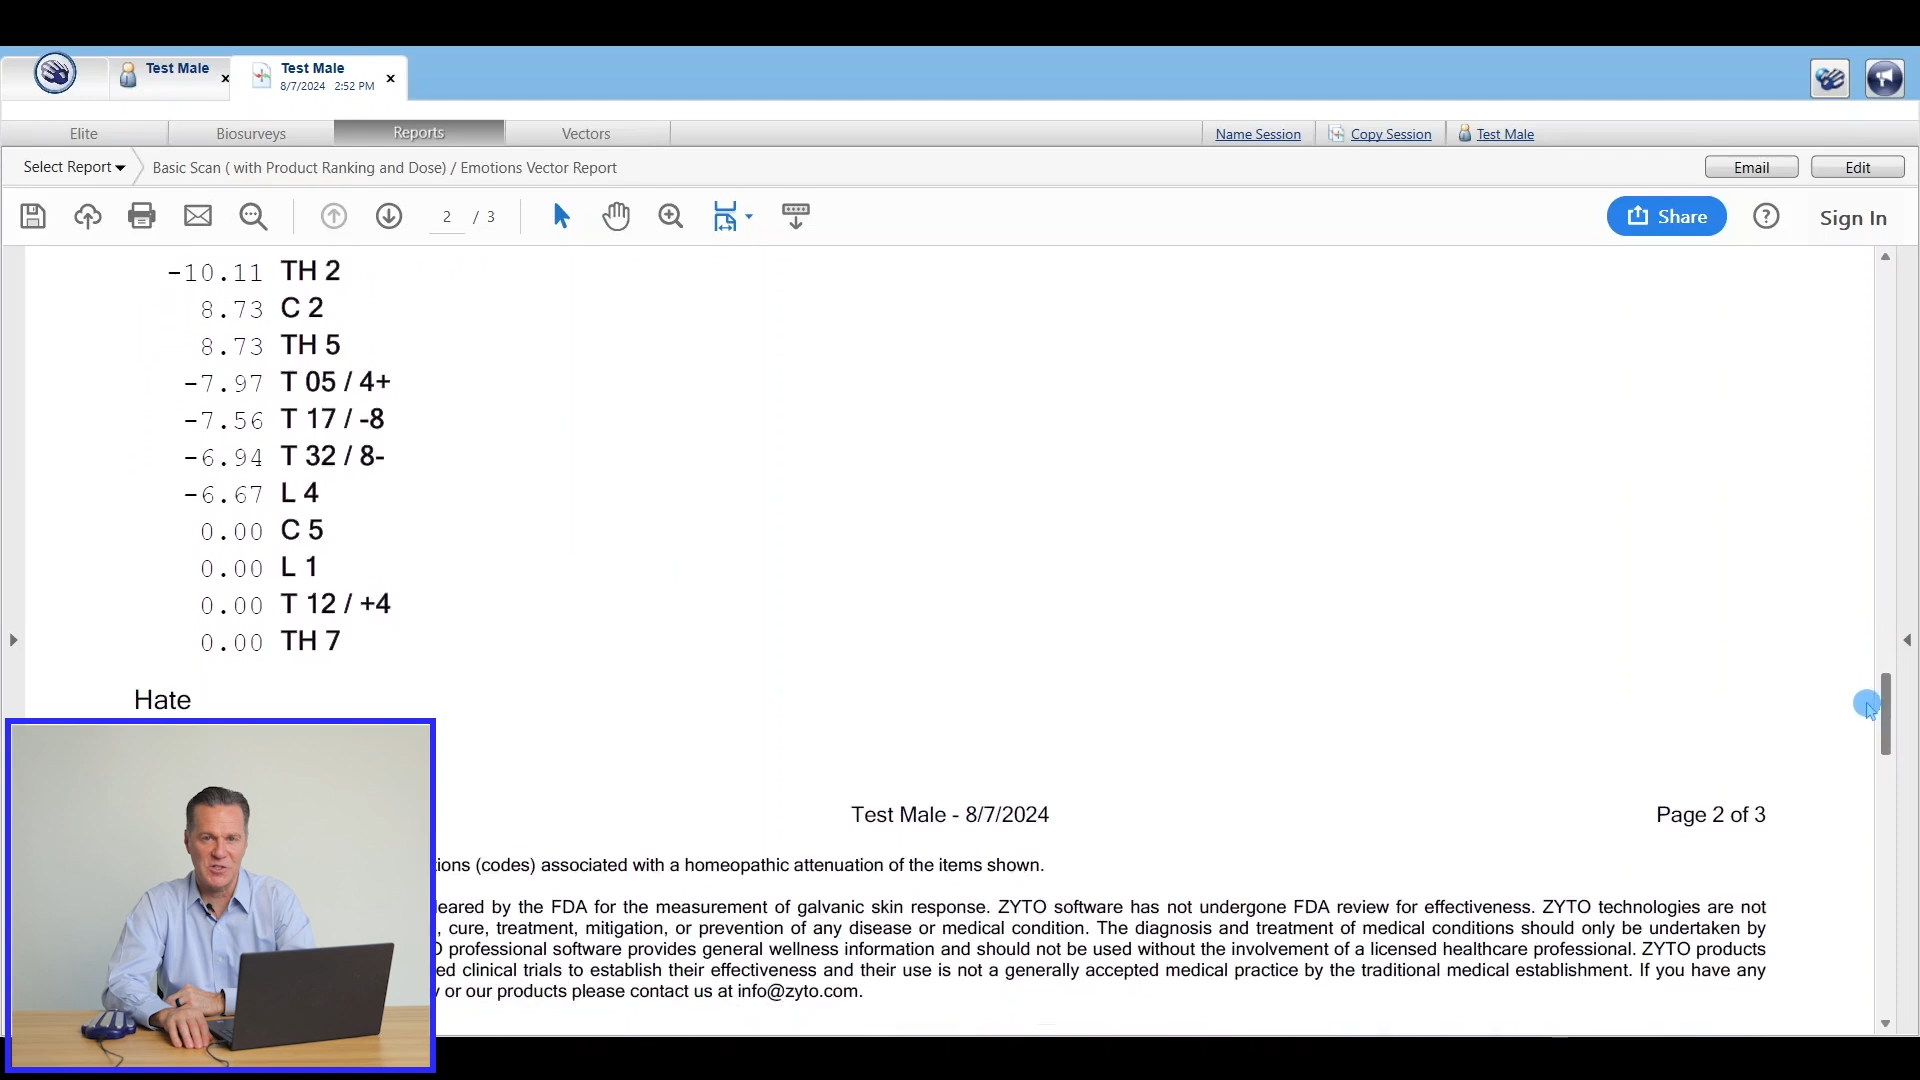 Test Male x
Test Male x
8/7/2024 2:52 PM
Elite Biosurveys Reports Vectors Name Session Copy Session Test Male
Select Report Basic Scan ( with Product Ranking and Dose) / Emotions Vector Report Email Edit
2 / 3 Share ? Sign In
-10.11 TH 2
8.73 C 2
8.73 TH 5
-7.97 T 05 / 4+
-7.56 T 17 / -8
-6.94 T 32 / 8-
-6.67 L 4
0.00 C 5
0.00 L 1
0.00 T 12 / +4
0.00 TH 7
Hate
Test Male - 8/7/2024 Page 2 of 3
(codes) associated with a homeopathic attenuation of the items shown.
by the FDA for the measurement of galvanic skin response. ZYTO software has not undergone FDA review for effectiveness. ZYTO technologies are not
, cure, treatment, mitigation, or prevention of any disease or medical condition. The diagnosis and treatment of medical conditions should only be undertaken by
professional software provides general wellness information and should not be used without the involvement of a licensed healthcare professional. ZYTO products
clinical trials to establish their effectiveness and their use is not a generally accepted medical practice by the traditional medical establishment. If you have any
or our products please contact us at info@zyto.com.